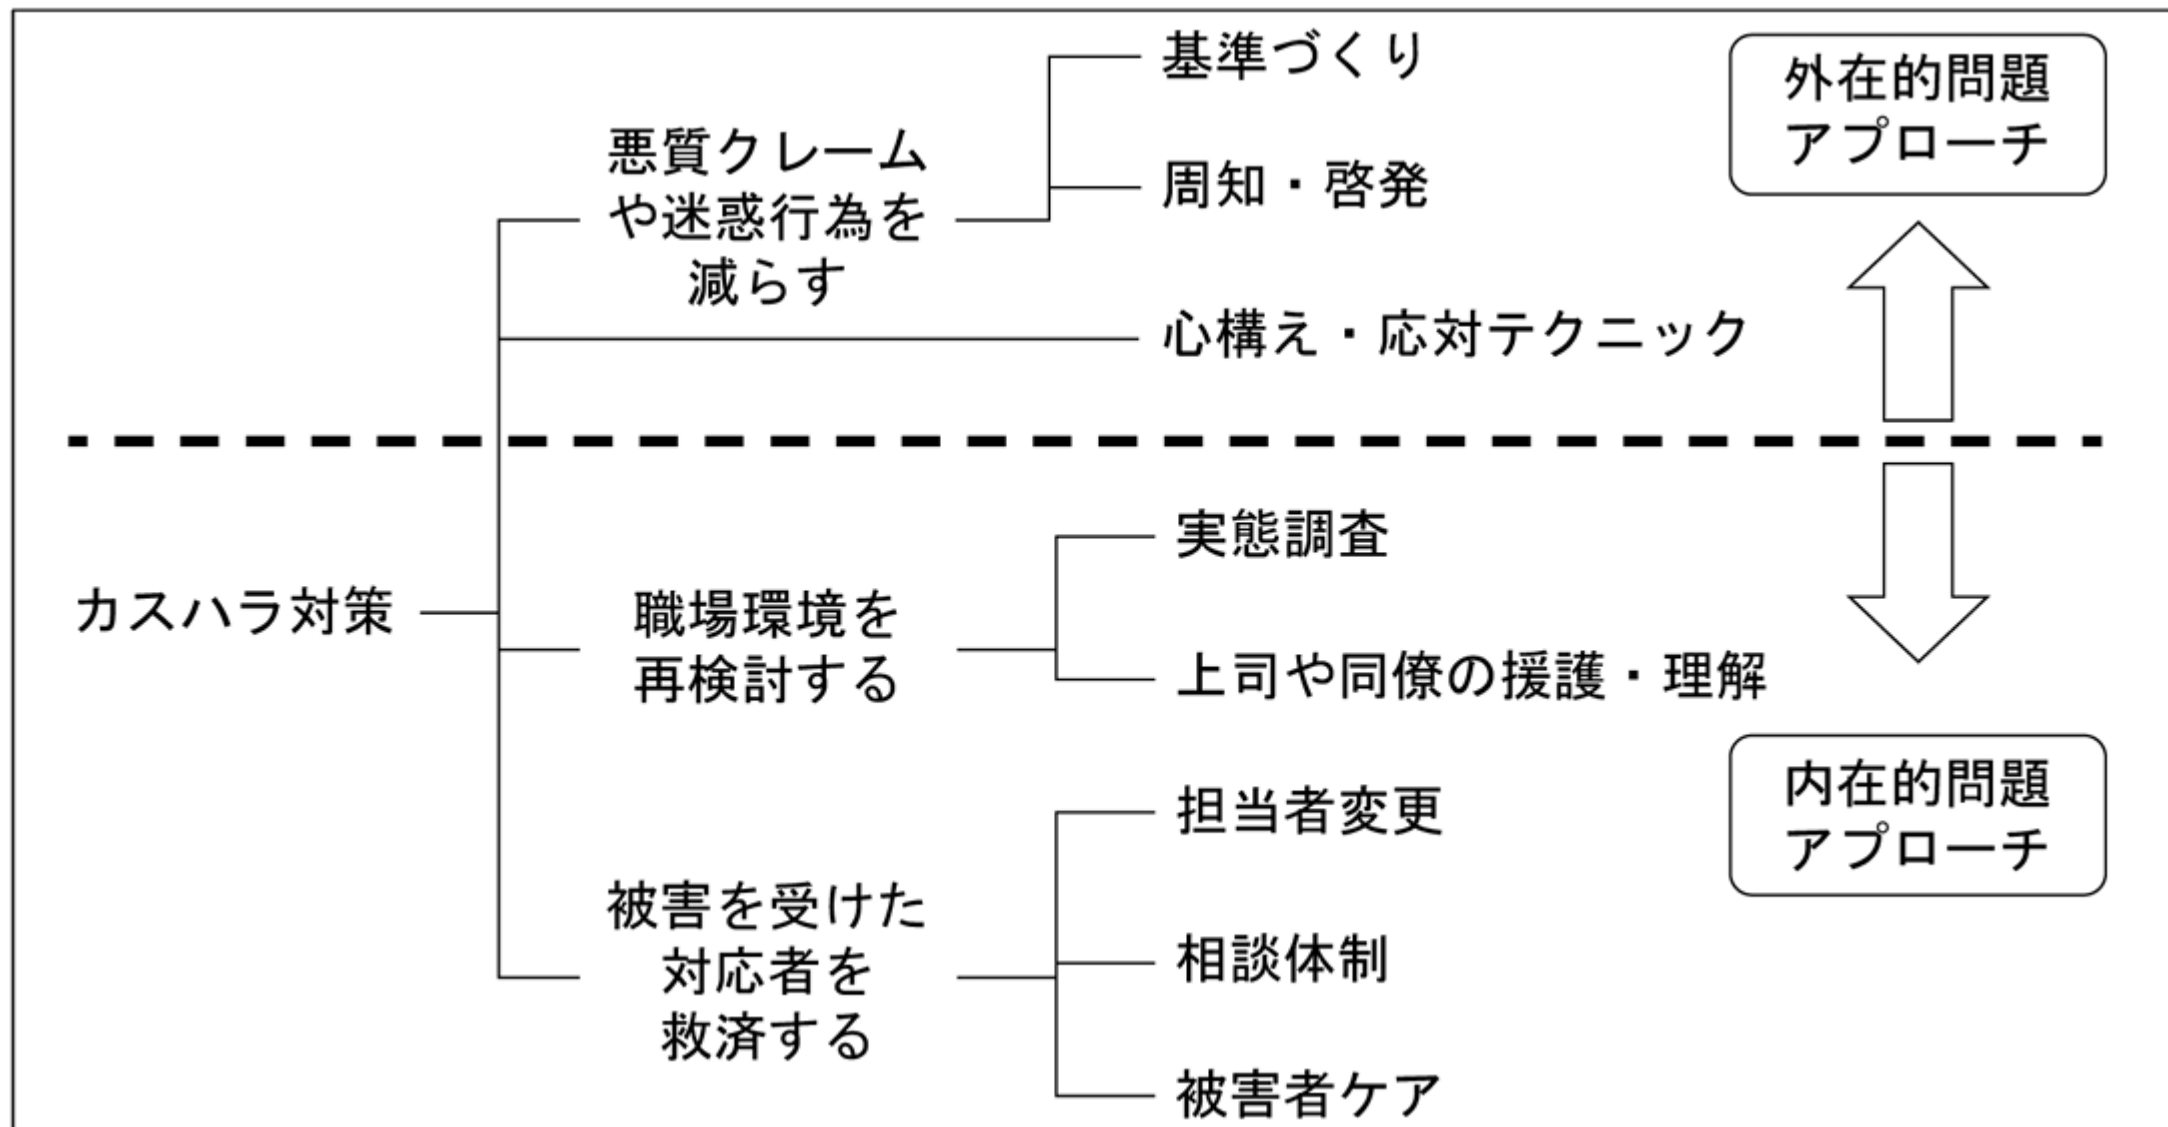 基準づくり
外在的問題
アプローチ
悪質クレーム
や迷惑行為を
減らす
周知・啓発
心構え・応対テクニック
カスハラ対策
職場環境を
再検討する
実態調査
上司や同僚の援護・理解
内在的問題
アプローチ
被害を受けた
対応者を
救済する
担当者変更
相談体制
被害者ケア